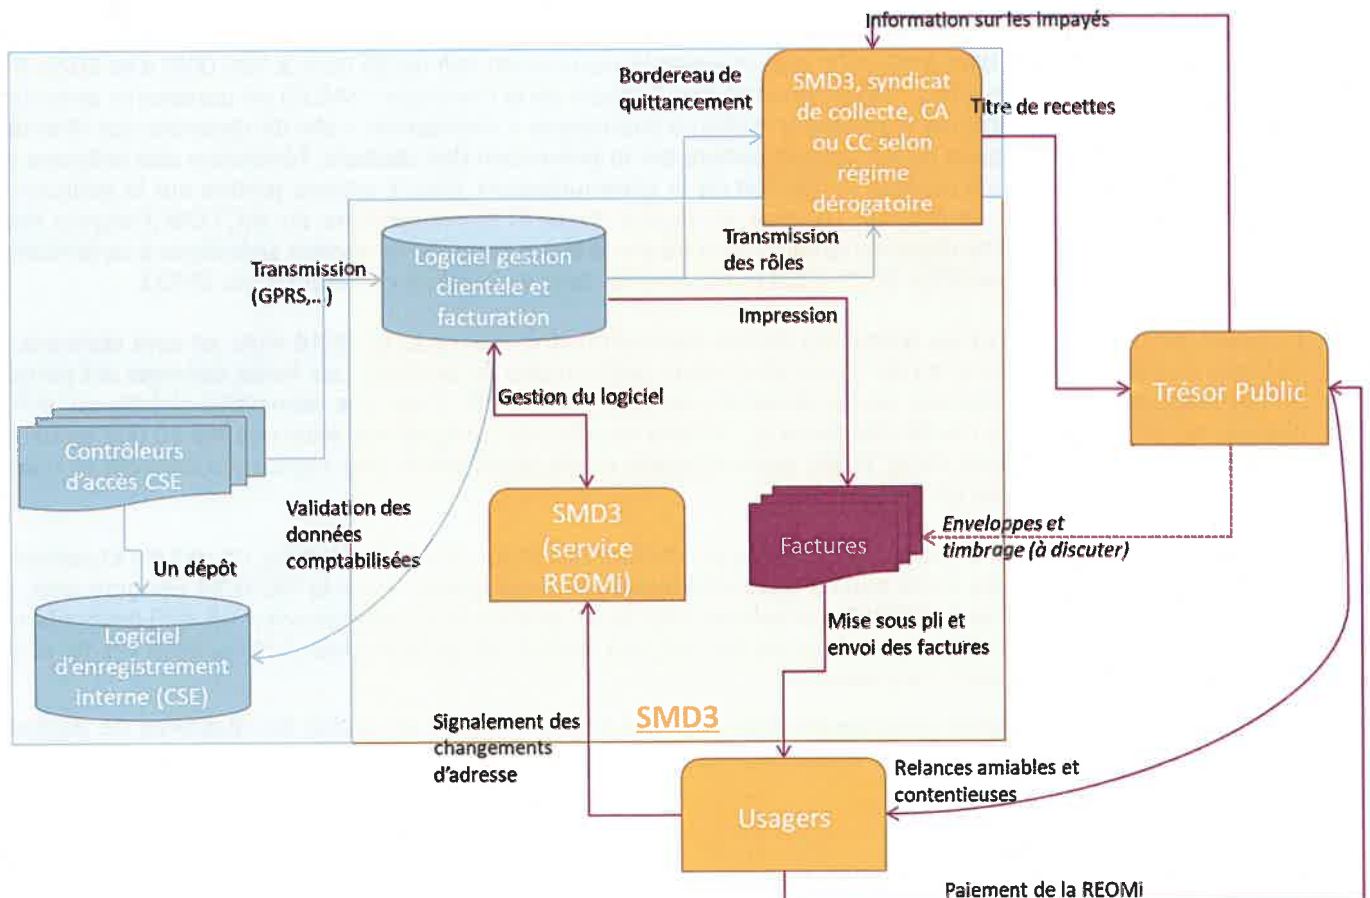 Information sur les impayés
Bordereau de
quittancement
SMD3, syndicat
de collecte, CA
ou CC selon
régime
dérogatoire
Titre de recettes
Transmission
(GPRS,..)
Logiciel gestion
clientèle et
facturation
Transmission
des rôles
Impression
Trésor Public
Gestion du logiciel
Contrôleurs
d'accès CSE
Validation des
données
comptabilisées
SMD3
(service
REOMi)
Factures
Enveloppes et
timbrage (à discuter)
Un dépôt
Logiciel
d'enregistrement
interne (CSE)
Mise sous pli et
envoi des factures
SMD3
Signalement des
changements
d'adresse
Relances amiables et
contentieuses
Usagers
Paiement de la REOMi